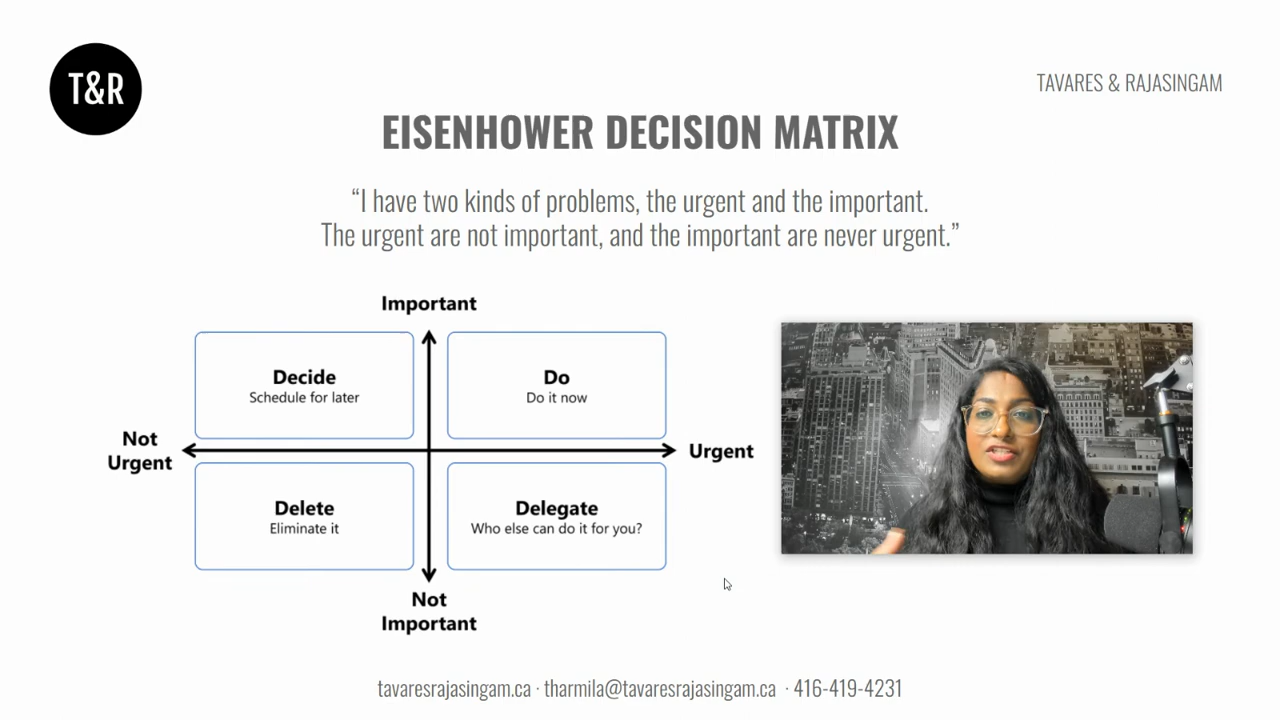 T&R
TAVARES & RAJASINGAM
EISENHOWER DECISION MATRIX
“I have two kinds of problems, the urgent and the important.
The urgent are not important, and the important are never urgent.”
Important
Decide
Schedule for later
Do
Do it now
Not
Urgent
Urgent
Delete
Eliminate it
Delegate
Who else can do it for you?
Not
Important
tavaresrajasingam.ca · tharmila@tavaresrajasingam.ca · 416-419-4231